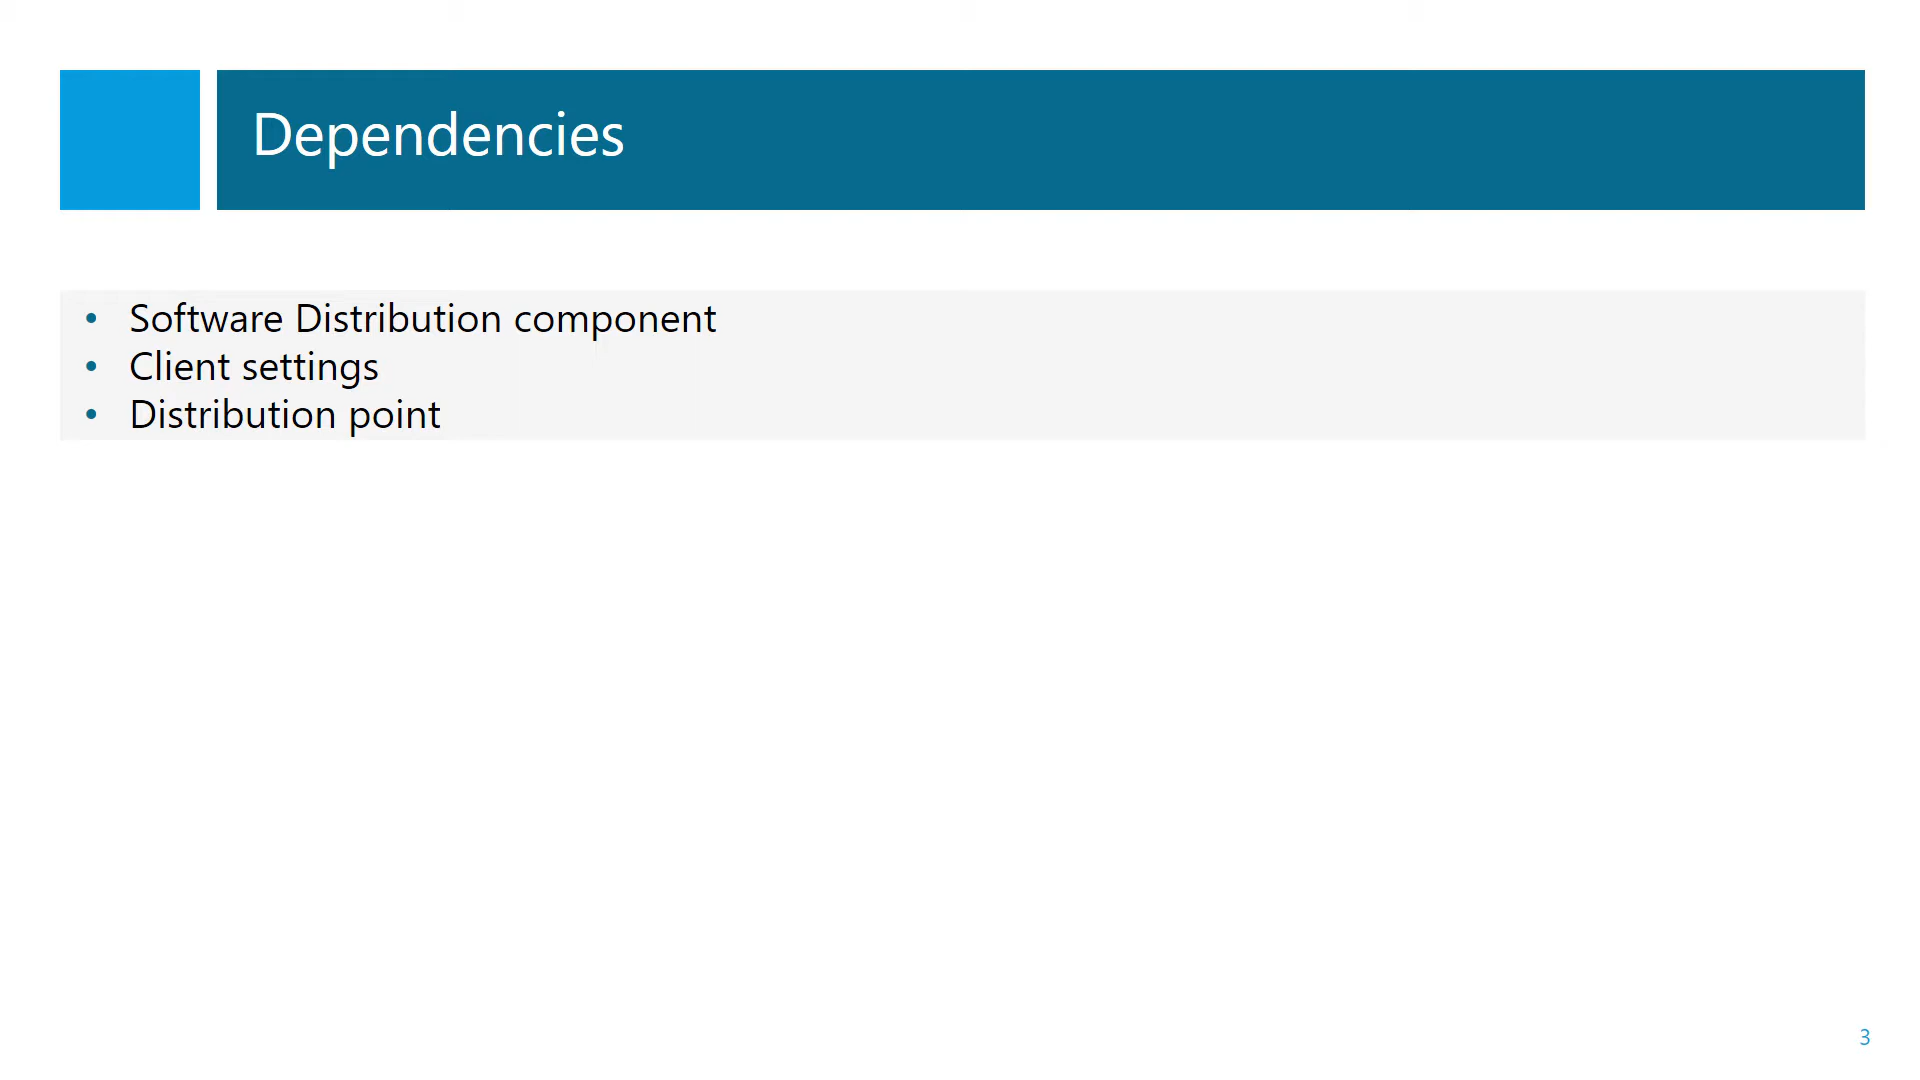 Dependencies
• Software Distribution component
• Client settings
• Distribution point
3